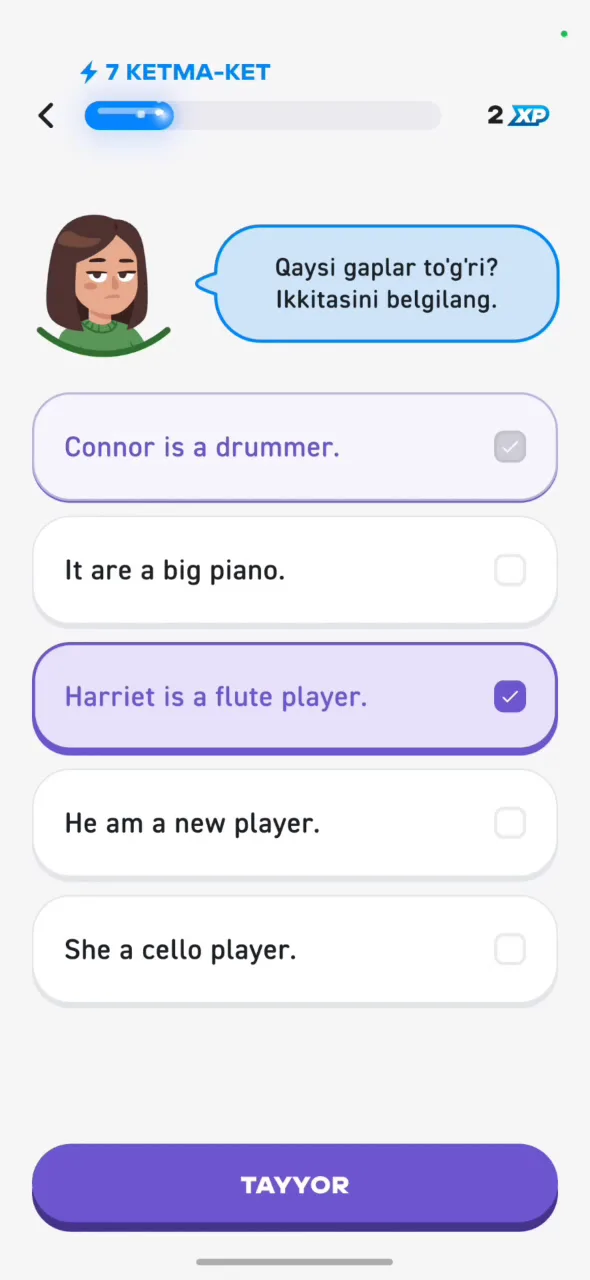 7 KETMA-KET
2 XP
Qaysi gaplar to'g'ri?
Ikkitasini belgilang.
Connor is a drummer.
It are a big piano.
Harriet is a flute player.
He am a new player.
She a cello player.
TAYYOR